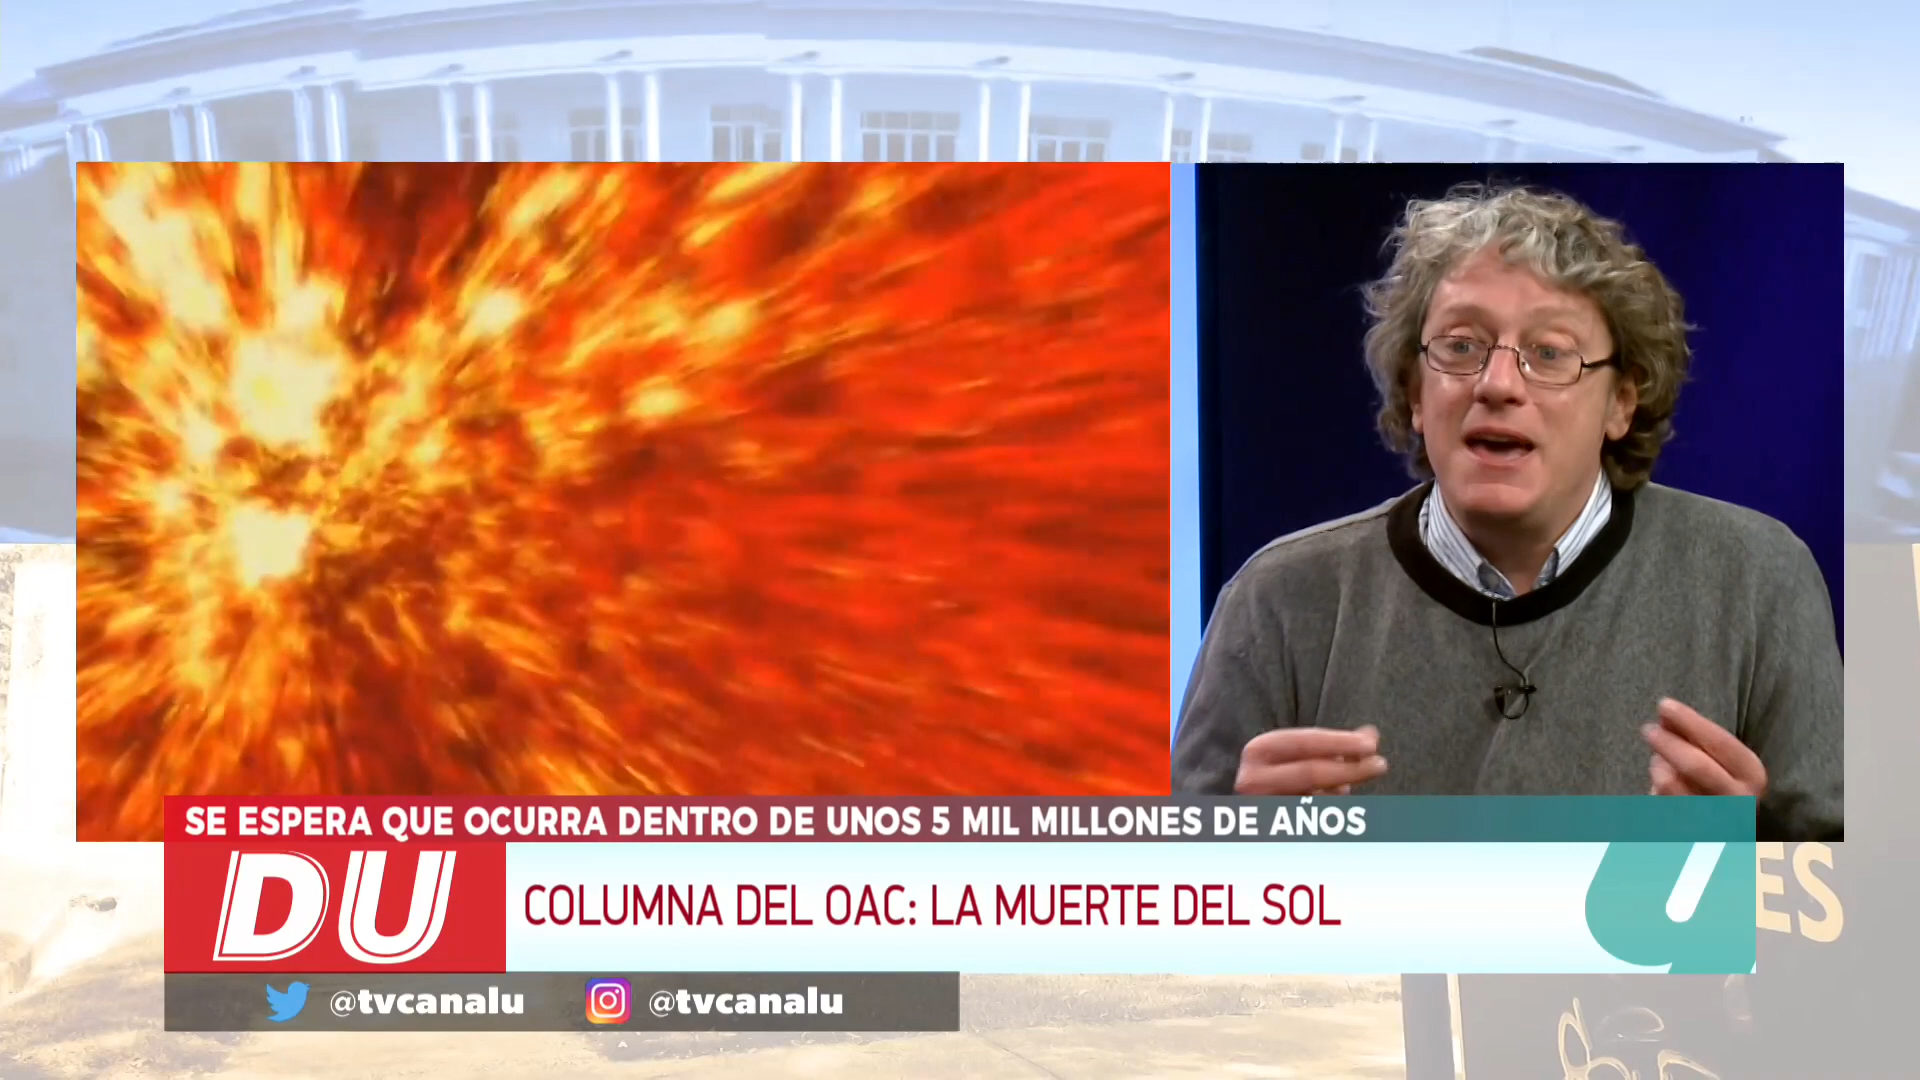 SE ESPERA QUE OCURRA DENTRO DE UNOS 5 MIL MILLONES DE AÑOS
DU
COLUMNA DEL OAC: LA MUERTE DEL SOL
ES
@tvcanalu @tvcanalu